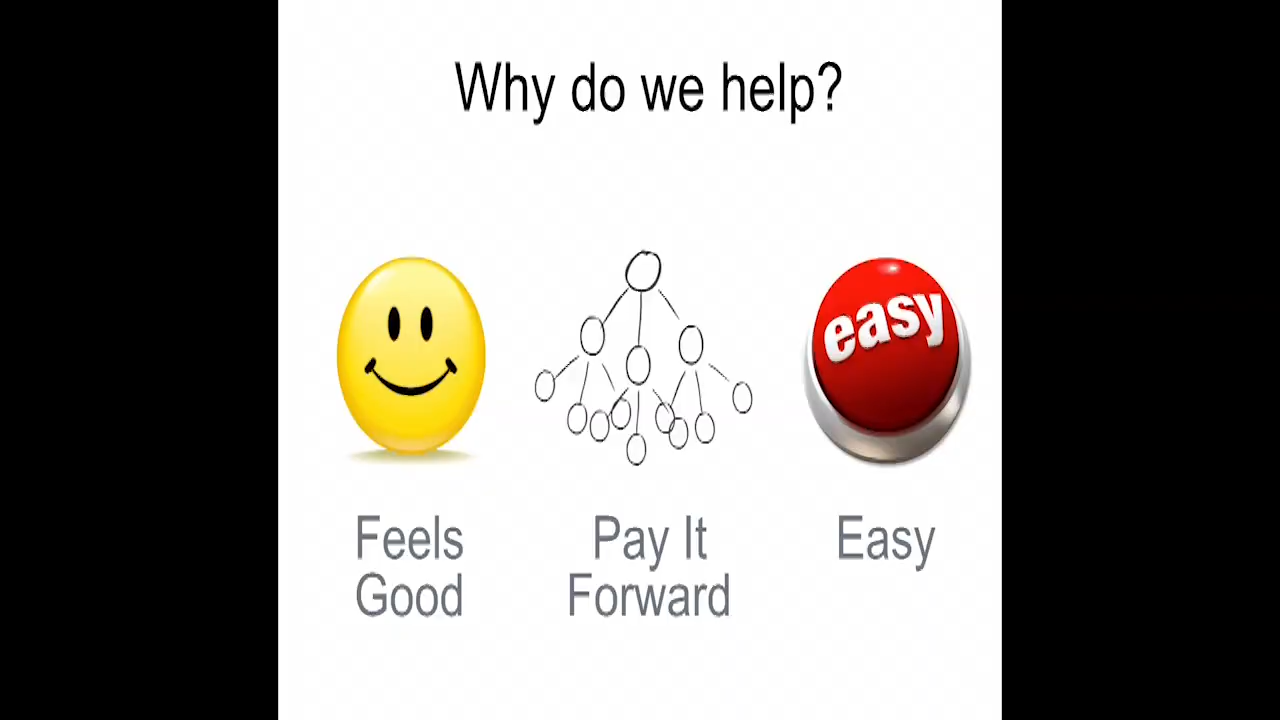 Why do we help?
easy
Feels
Good
Pay It
Forward
Easy